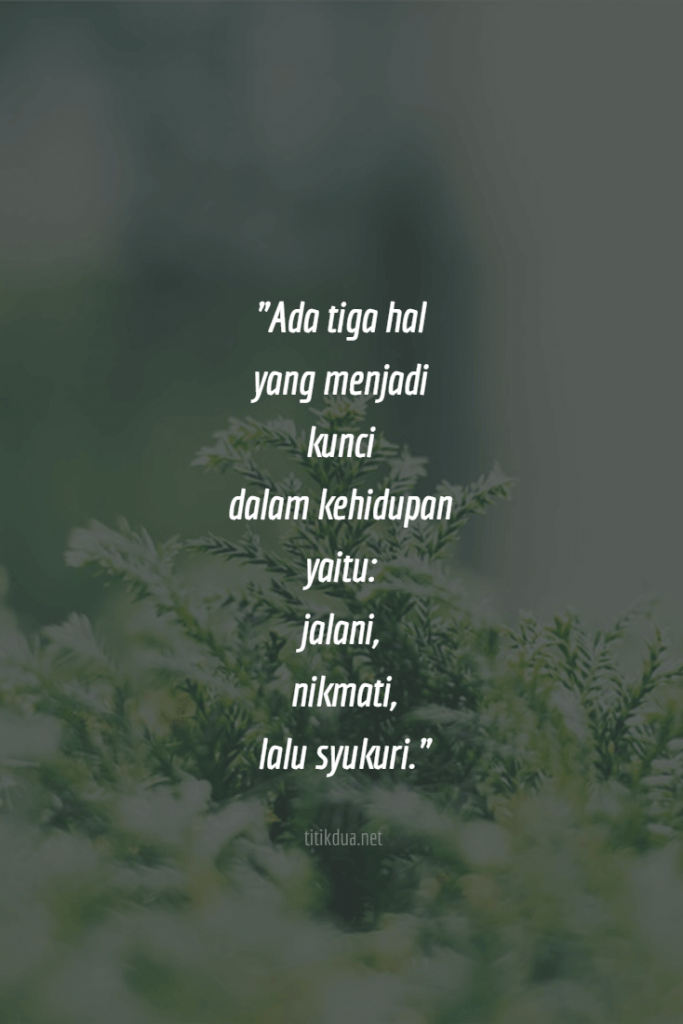 "Ada tiga hal
yang menjadi
kunci
dalam kehidupan
yaitu:
jalani,
nikmati,
lalu syukuri."
titikdua.net